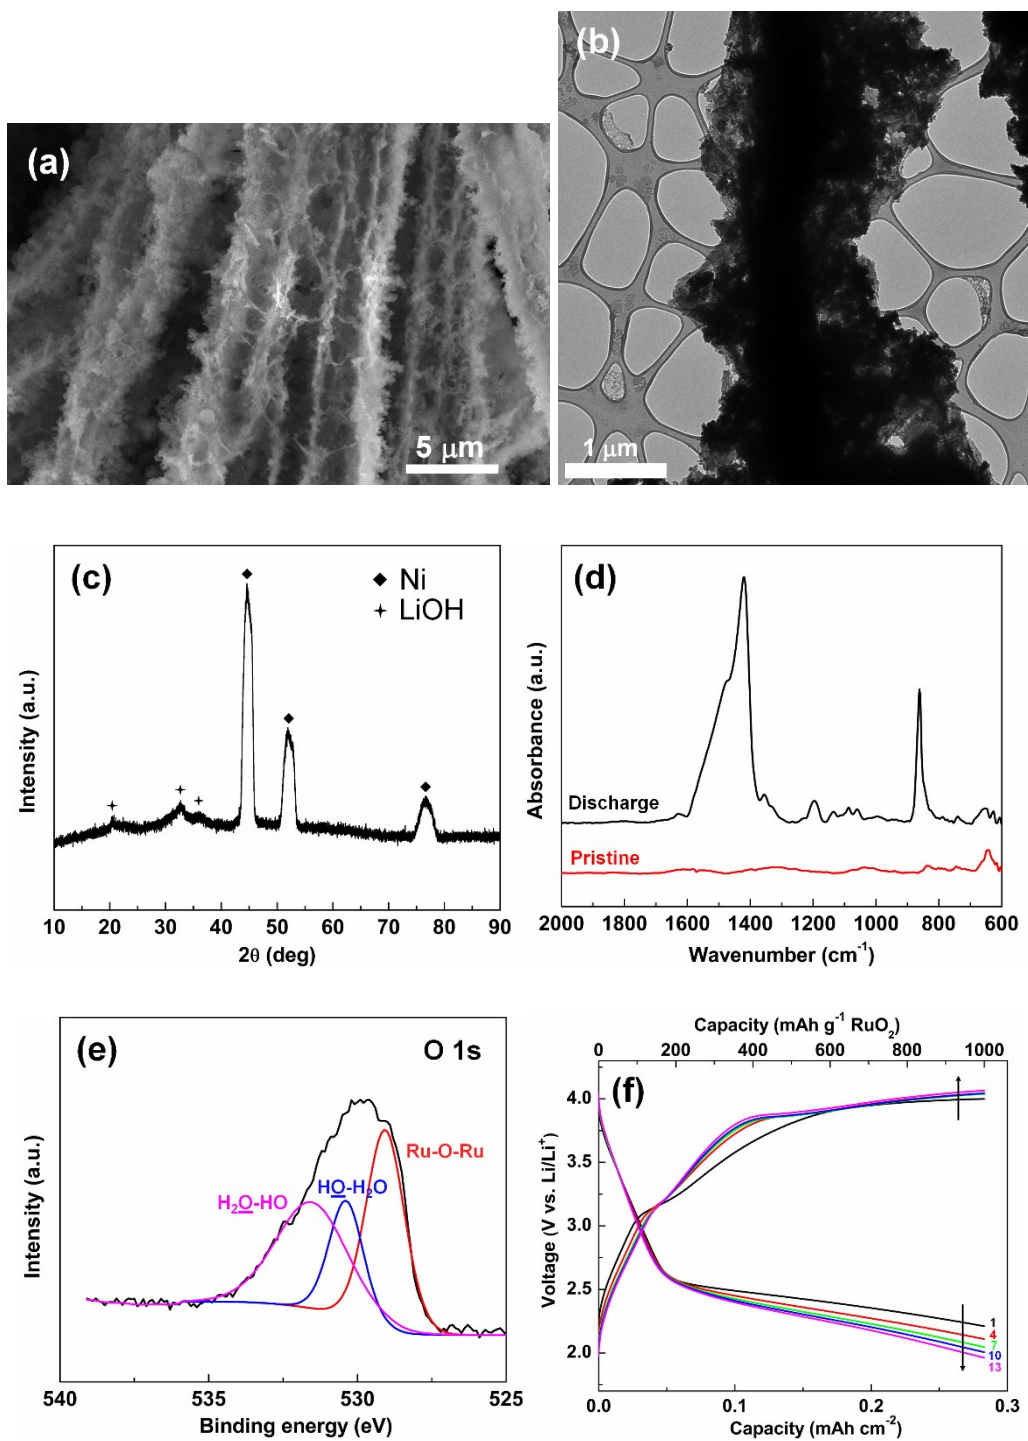 (a)
5 μm
(b)
1 μm
(c)
◆ Ni
✦ LiOH
Intensity (a.u.)
10 20 30 40 50 60 70 80 90
2θ (deg)
(d)
Absorbance (a.u.)
Discharge
Pristine
2000 1800 1600 1400 1200 1000 800 600
Wavenumber (cm⁻¹)
(e)
O 1s
Ru-O-Ru
HO-H₂O
H₂O-HO
Intensity (a.u.)
540 535 530 525
Binding energy (eV)
Capacity (mAh g⁻¹ RuO₂)
0 200 400 600 800 1000
(f)
4.0
3.5
3.0
2.5
2.0
Voltage (V vs. Li/Li⁺)
1
4
7
10
13
0.0 0.1 0.2 0.3
Capacity (mAh cm⁻²)